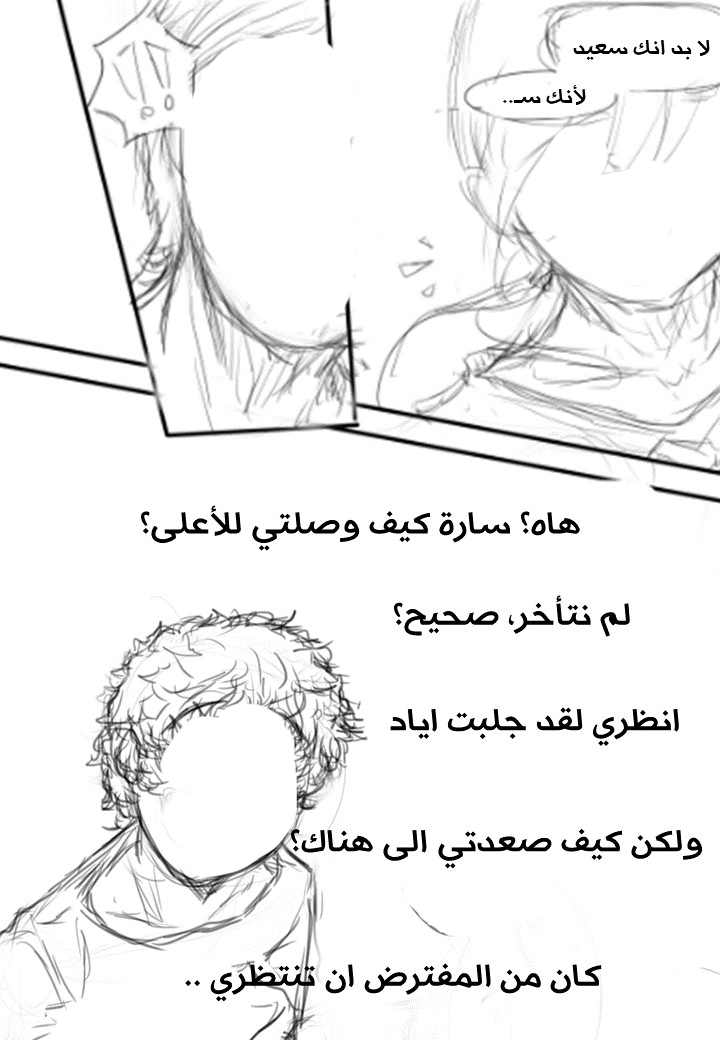 لا بد انك سعيد
لأنك سـ..
!!
هاه؟ سارة كيف وصلتي للأعلى؟
لم نتأخر، صحيح؟
انظري لقد جلبت اياد
ولكن كيف صعدتي الى هناك؟
كان من المفترض ان تنتظري ..